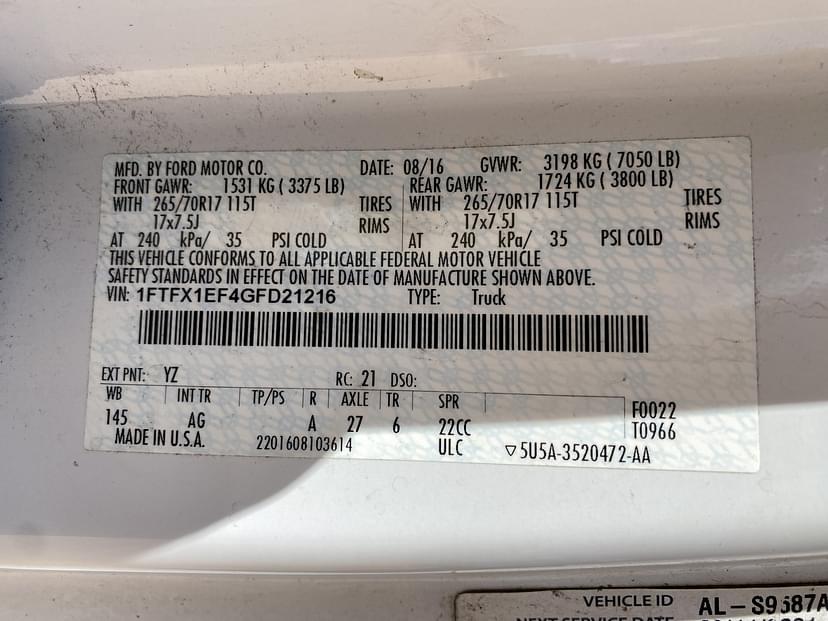 MFD. BY FORD MOTOR CO. DATE: 08/16 GVWR: 3198 KG ( 7050 LB)
FRONT GAWR: 1531 KG ( 3375 LB) REAR GAWR: 1724 KG ( 3800 LB)
WITH 265/70R17 115T TIRES WITH 265/70R17 115T TIRES
17x7.5J RIMS 17x7.5J RIMS
AT 240 kPa/ 35 PSI COLD AT 240 kPa/ 35 PSI COLD
THIS VEHICLE CONFORMS TO ALL APPLICABLE FEDERAL MOTOR VEHICLE
SAFETY STANDARDS IN EFFECT ON THE DATE OF MANUFACTURE SHOWN ABOVE.
VIN: 1FTFX1EF4GFD21216 TYPE: Truck
EXT PNT: YZ RC: 21 DSO:
WB INT TR TP/PS R AXLE TR SPR
145 AG A 27 6 22CC F0022
T0966
MADE IN U.S.A. 2201608103614 ULC ▽5U5A-3520472-AA
VEHICLE ID AL-S9587A
NEXT SERVICE DATE